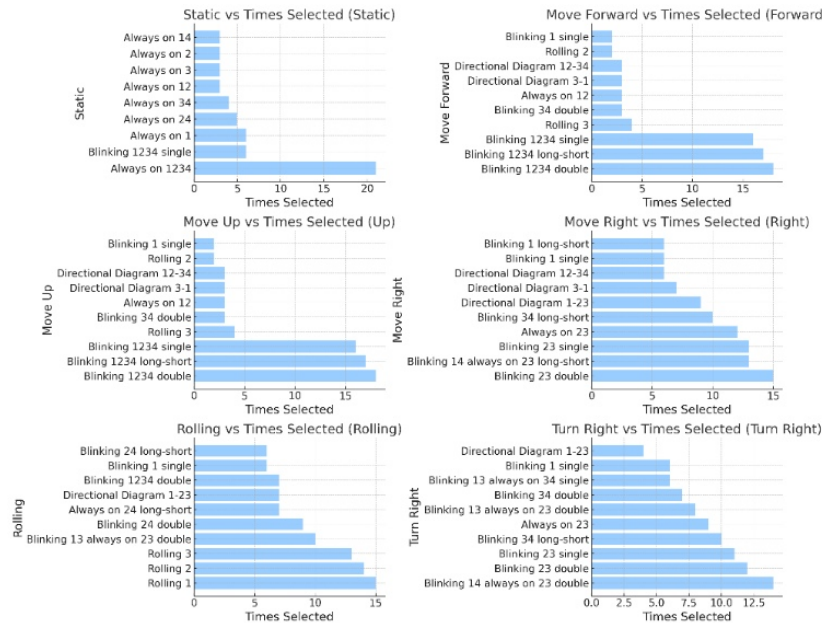 Static vs Times Selected (Static)
Static
Always on 14
Always on 2
Always on 3
Always on 12
Always on 34
Always on 24
Always on 1
Blinking 1234 single
Always on 1234
0 5 10 15 20
Times Selected
Move Forward vs Times Selected (Forward
Move Forward
Blinking 1 single
Rolling 2
Directional Diagram 12-34
Directional Diagram 3-1
Always on 12
Blinking 34 double
Rolling 3
Blinking 1234 single
Blinking 1234 long-short
Blinking 1234 double
0 5 10 15
Times Selected
Move Up vs Times Selected (Up)
Move Up
Blinking 1 single
Rolling 2
Directional Diagram 12-34
Directional Diagram 3-1
Always on 12
Blinking 34 double
Rolling 3
Blinking 1234 single
Blinking 1234 long-short
Blinking 1234 double
0 5 10 15
Times Selected
Move Right vs Times Selected (Right)
Move Right
Blinking 1 long-short
Blinking 1 single
Directional Diagram 12-34
Directional Diagram 3-1
Directional Diagram 1-23
Blinking 34 long-short
Always on 23
Blinking 23 single
Blinking 14 always on 23 long-short
Blinking 23 double
0 5 10 15
Times Selected
Rolling vs Times Selected (Rolling)
Rolling
Blinking 24 long-short
Blinking 1 single
Blinking 1234 double
Directional Diagram 1-23
Always on 24 long-short
Blinking 24 double
Blinking 13 always on 23 double
Rolling 3
Rolling 2
Rolling 1
0 5 10 15
Times Selected
Turn Right vs Times Selected (Turn Right)
Turn Right
Directional Diagram 1-23
Blinking 1 single
Blinking 13 always on 34 single
Blinking 34 double
Blinking 13 always on 23 double
Always on 23
Blinking 34 long-short
Blinking 23 single
Blinking 23 double
Blinking 14 always on 23 double
0.0 2.5 5.0 7.5 10.0 12.5
Times Selected